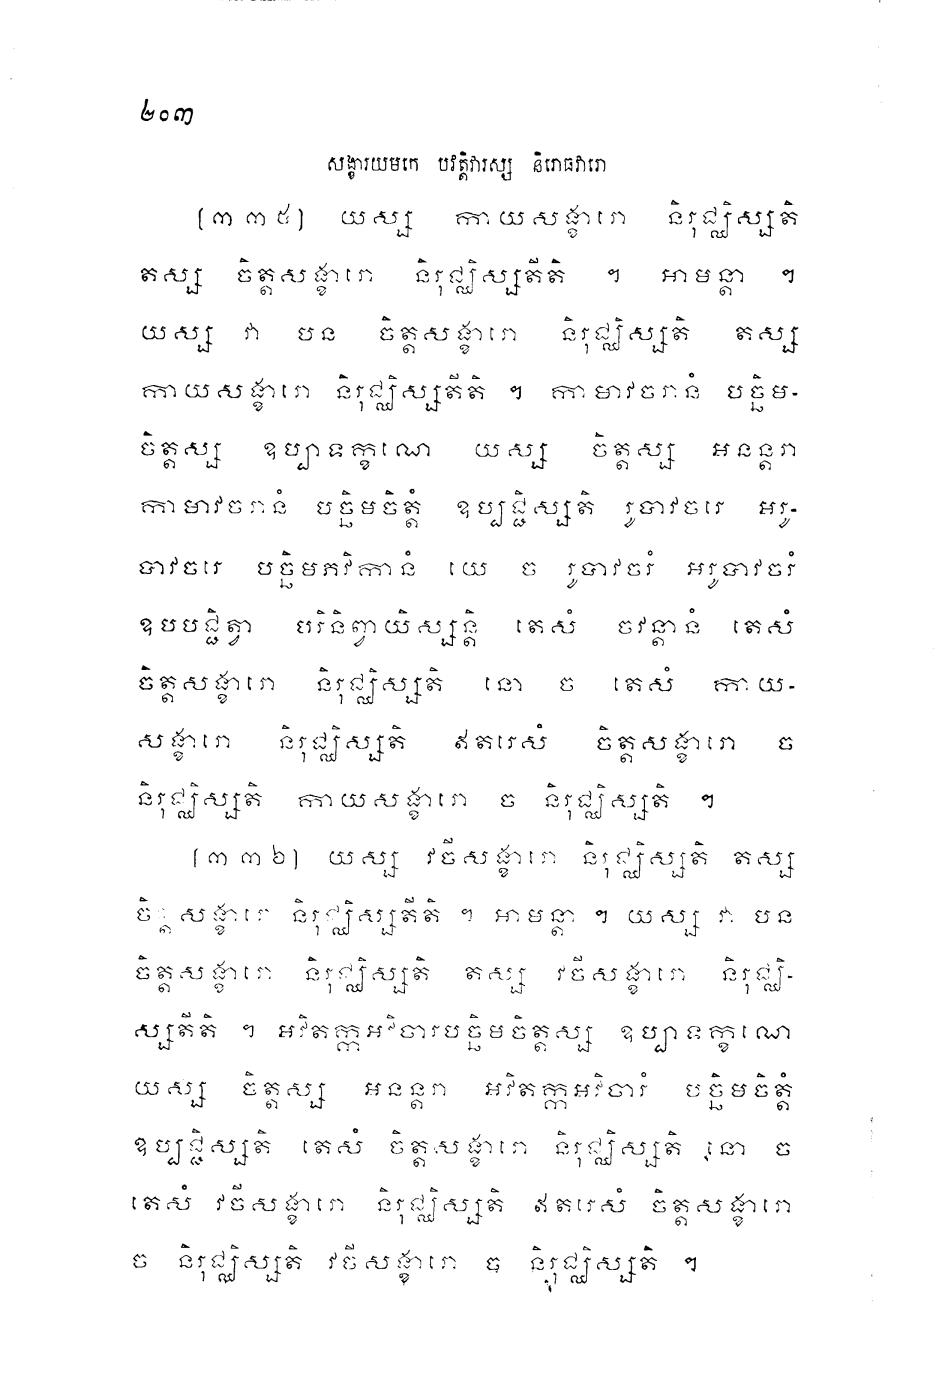 ២០៣
សង្ខារយមកេ បវត្តិវារស្ស និរោធវារោ
(៣៣៥) យស្ស កាយសង្ខារោ និរុជ្ឈិស្សតិ
តស្ស ចិត្តសង្ខារោ និរុជ្ឈិស្សតីតិ ។ អាមន្តា ។
យស្ស វា បន ចិត្តសង្ខារោ និរុជ្ឈិស្សតិ តស្ស
កាយសង្ខារោ និរុជ្ឈិស្សតីតិ ។ កាមាវចរានំ បច្ឆិម-
ចិត្តស្ស ឧប្បាទក្ខណេ យស្ស ចិត្តស្ស អនន្តរា
កាមាវចរានំ បច្ឆិមចិត្តំ ឧប្បជ្ជិស្សតិ រូបាវចរេ អរូ-
បាវចរេ បច្ឆិមភវិកានំ យេ ច រូបាវចរំ អរូបាវចរំ
ឧបបជ្ជិត្វា បរិនិព្វាយិស្សន្តិ តេសំ ចវន្តានំ តេសំ
ចិត្តសង្ខារោ និរុជ្ឈិស្សតិ នោ ច តេសំ កាយ-
សង្ខារោ និរុជ្ឈិស្សតិ ឥតរេសំ ចិត្តសង្ខារោ ច
និរុជ្ឈិស្សតិ កាយសង្ខារោ ច និរុជ្ឈិស្សតិ ។
(៣៣៦) យស្ស វចីសង្ខារោ និរុជ្ឈិស្សតិ តស្ស
ចិត្តសង្ខារោ និរុជ្ឈិស្សតីតិ ។ អាមន្តា ។ យស្ស វា បន
ចិត្តសង្ខារោ និរុជ្ឈិស្សតិ តស្ស វចីសង្ខារោ និរុជ្ឈិ-
ស្សតីតិ ។ អវិតក្កអវិចារបច្ឆិមចិត្តស្ស ឧប្បាទក្ខណេ
យស្ស ចិត្តស្ស អនន្តរា អវិតក្កអវិចារំ បច្ឆិមចិត្តំ
ឧប្បជ្ជិស្សតិ តេសំ ចិត្តសង្ខារោ និរុជ្ឈិស្សតិ នោ ច
តេសំ វចីសង្ខារោ និរុជ្ឈិស្សតិ ឥតរេសំ ចិត្តសង្ខារោ
ច និរុជ្ឈិស្សតិ វចីសង្ខារោ ច និរុជ្ឈិស្សតិ ។